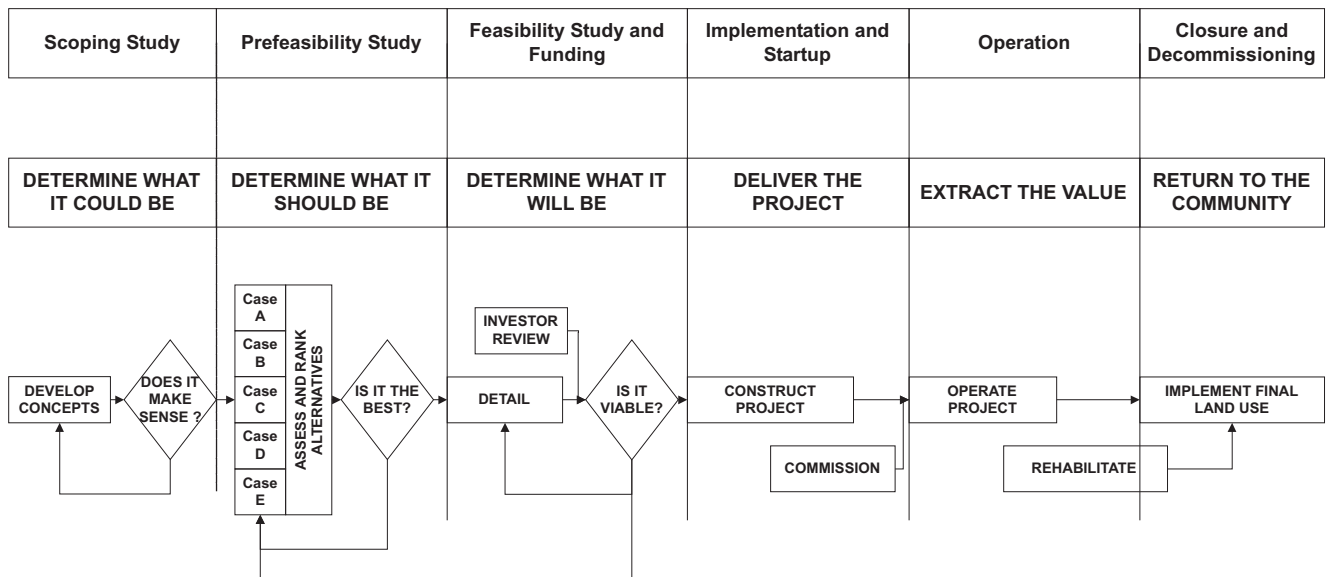 Scoping Study
Prefeasibility Study
Feasibility Study and
Funding
Implementation and
Startup
Operation
Closure and
Decommissioning
DETERMINE WHAT
IT COULD BE
DETERMINE WHAT IT
SHOULD BE
DETERMINE WHAT IT
WILL BE
DELIVER THE
PROJECT
EXTRACT THE VALUE
RETURN TO THE
COMMUNITY
DEVELOP
CONCEPTS
DOES IT
MAKE
SENSE ?
Case
A
Case
B
Case
C
Case
D
Case
E
ASSESS AND RANK
ALTERNATIVES
IS IT THE
BEST?
INVESTOR
REVIEW
DETAIL
IS IT
VIABLE?
CONSTRUCT
PROJECT
COMMISSION
OPERATE
PROJECT
REHABILITATE
IMPLEMENT FINAL
LAND USE